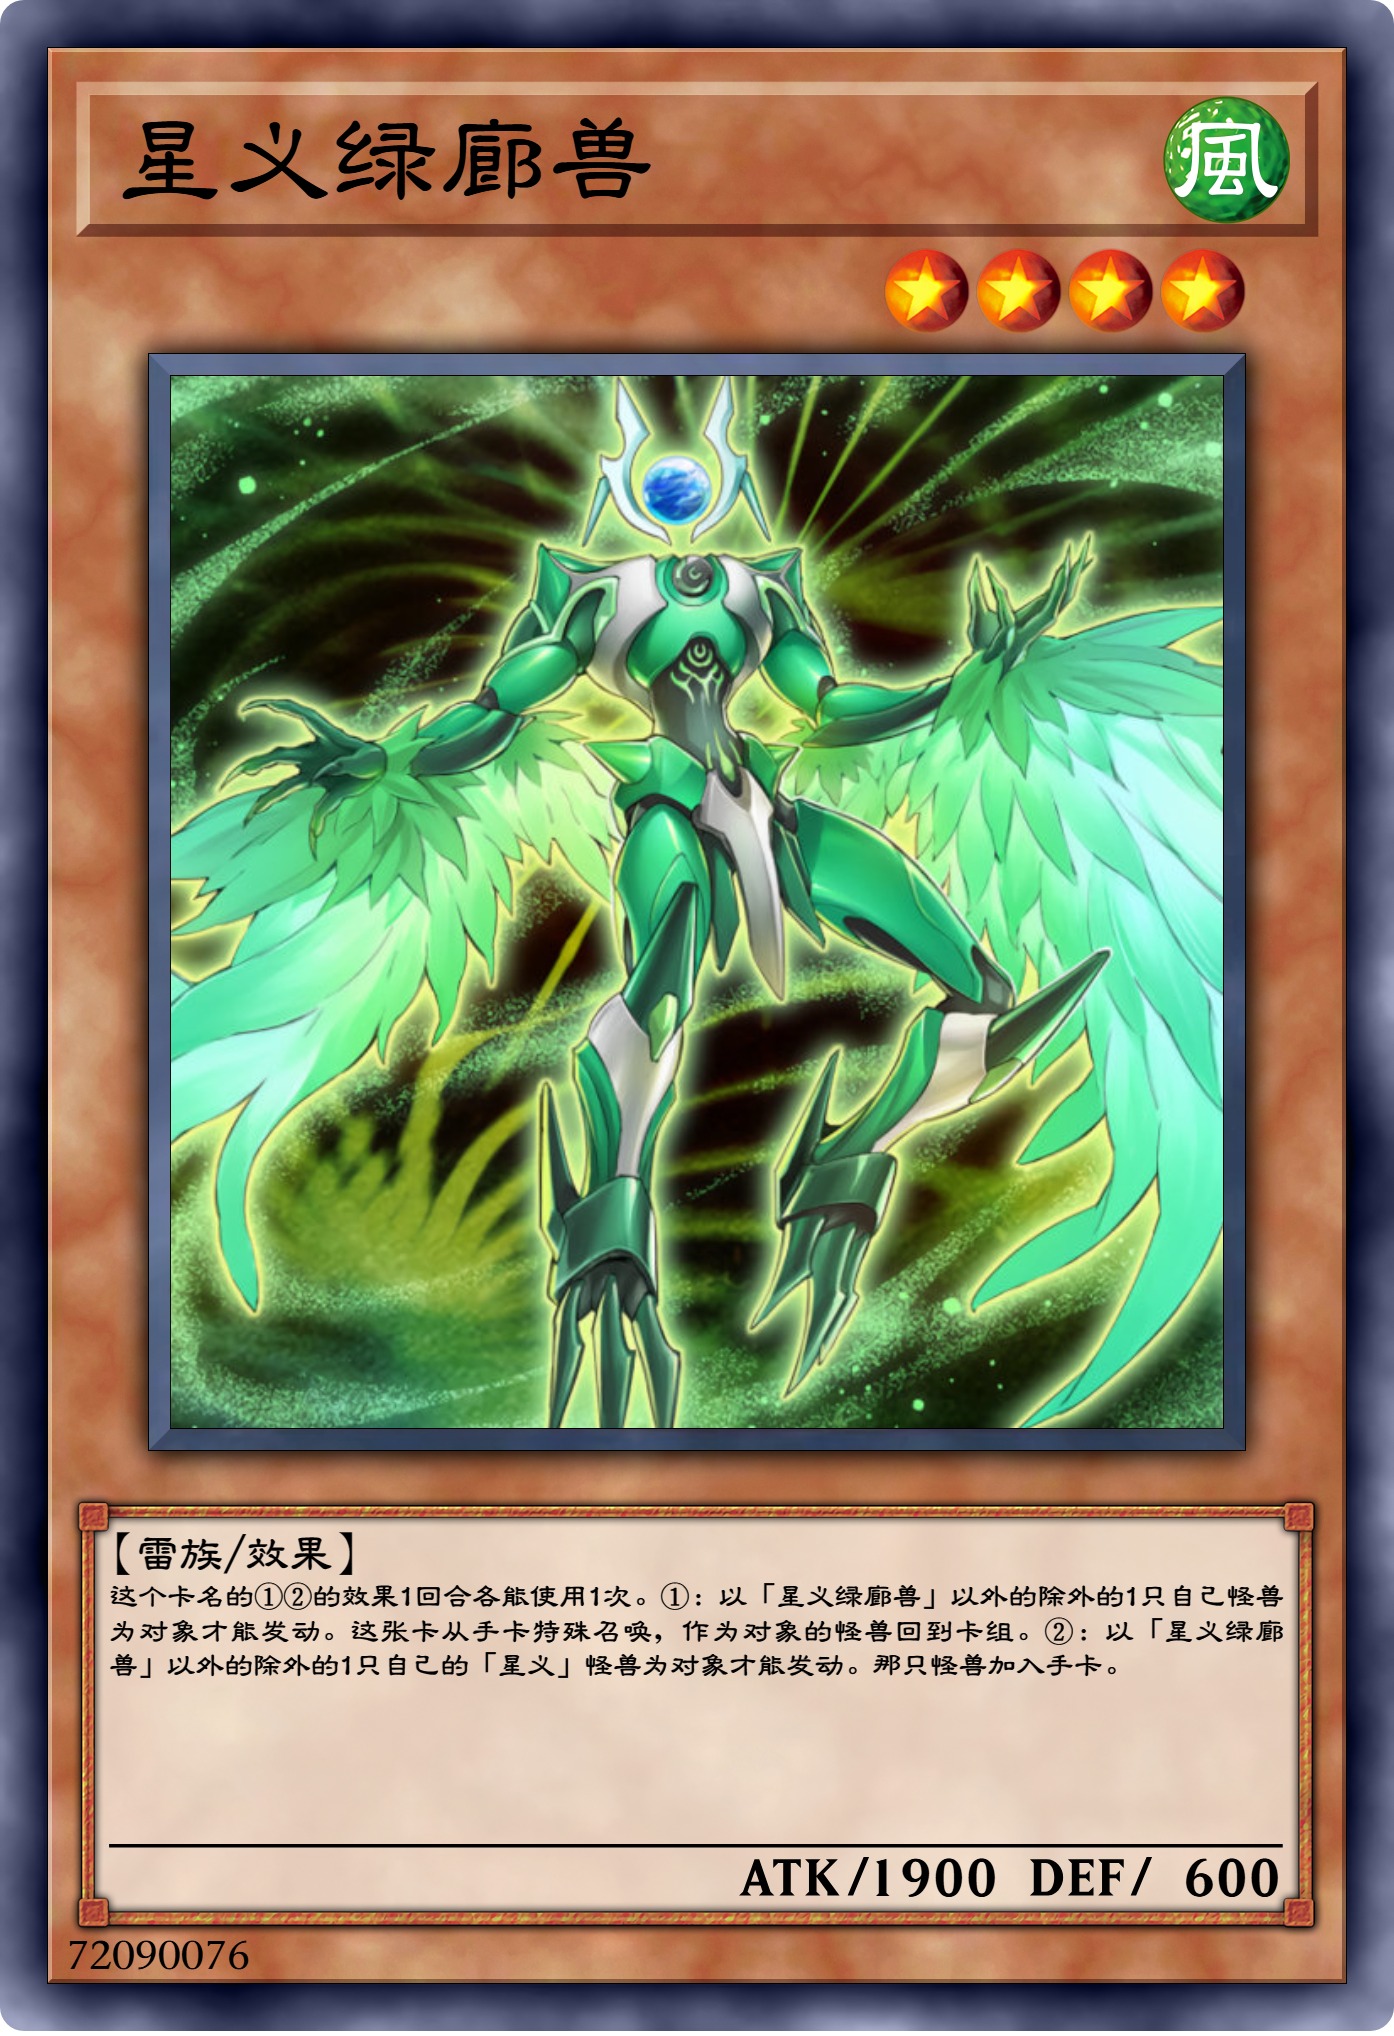 星义绿廊兽
風
【雷族/效果】
这个卡名的①②的效果1回合各能使用1次。①：以「星义绿廊兽」以外的除外的1只自己怪兽
为对象才能发动。这张卡从手卡特殊召唤，作为对象的怪兽回到卡组。②：以「星义绿廊
兽」以外的除外的1只自己的「星义」怪兽为对象才能发动。那只怪兽加入手卡。
ATK/1900 DEF/ 600
72090076